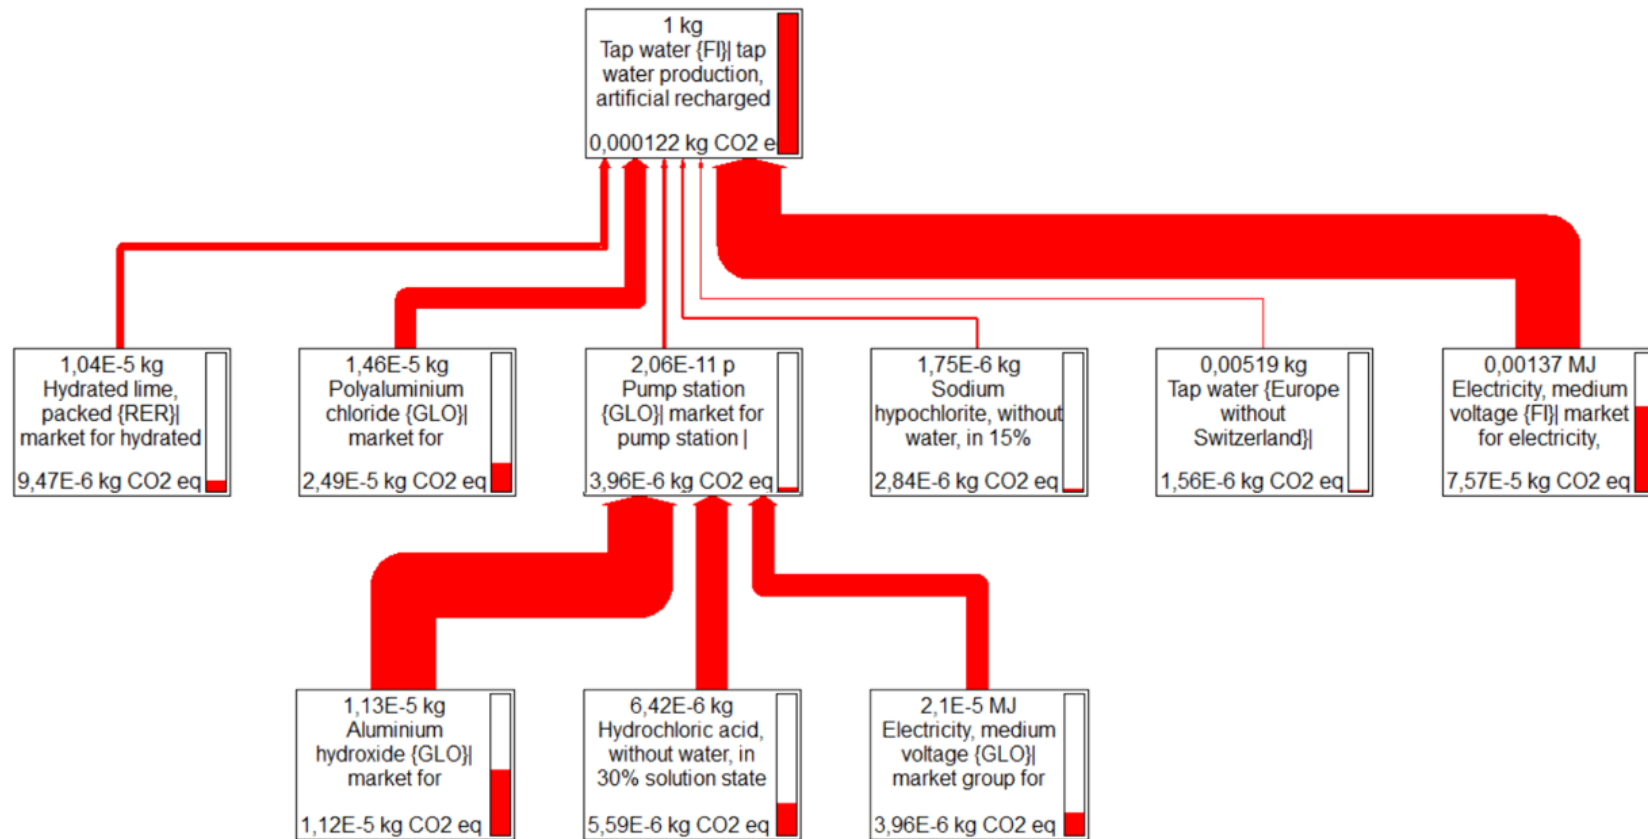 1 kg
Tap water {FI}| tap
water production,
artificial recharged
0,000122 kg CO2 e
1,04E-5 kg
Hydrated lime,
packed {RER}|
market for hydrated
9,47E-6 kg CO2 eq
1,46E-5 kg
Polyaluminium
chloride {GLO}|
market for
2,49E-5 kg CO2 eq
2,06E-11 p
Pump station
{GLO}| market for
pump station |
3,96E-6 kg CO2 eq
1,75E-6 kg
Sodium
hypochlorite, without
water, in 15%
2,84E-6 kg CO2 eq
0,00519 kg
Tap water {Europe
without
Switzerland}|
1,56E-6 kg CO2 eq
0,00137 MJ
Electricity, medium
voltage {FI}| market
for electricity,
7,57E-5 kg CO2 eq
1,13E-5 kg
Aluminium
hydroxide {GLO}|
market for
1,12E-5 kg CO2 eq
6,42E-6 kg
Hydrochloric acid,
without water, in
30% solution state
5,59E-6 kg CO2 eq
2,1E-5 MJ
Electricity, medium
voltage {GLO}|
market group for
3,96E-6 kg CO2 eq